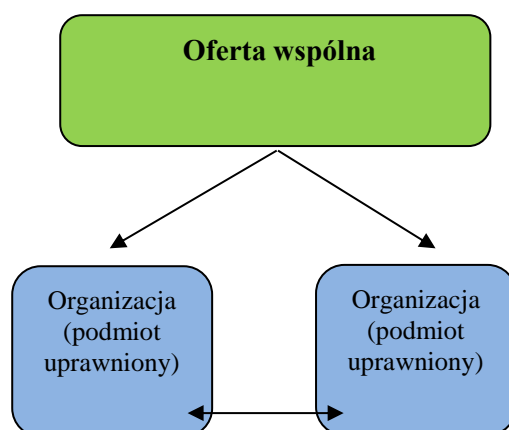 Oferta wspólna
Organizacja
(podmiot
uprawniony)
Organizacja
(podmiot
uprawniony)